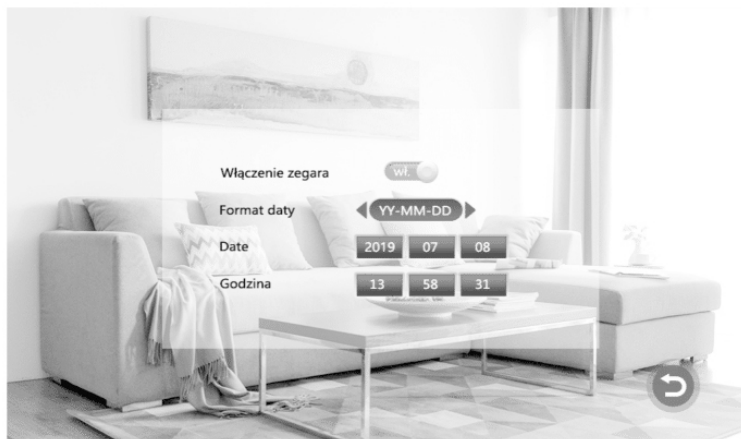 Włączenie zegara wł.
Format daty YY-MM-DD
Date 2019 07 08
Godzina 13 58 31